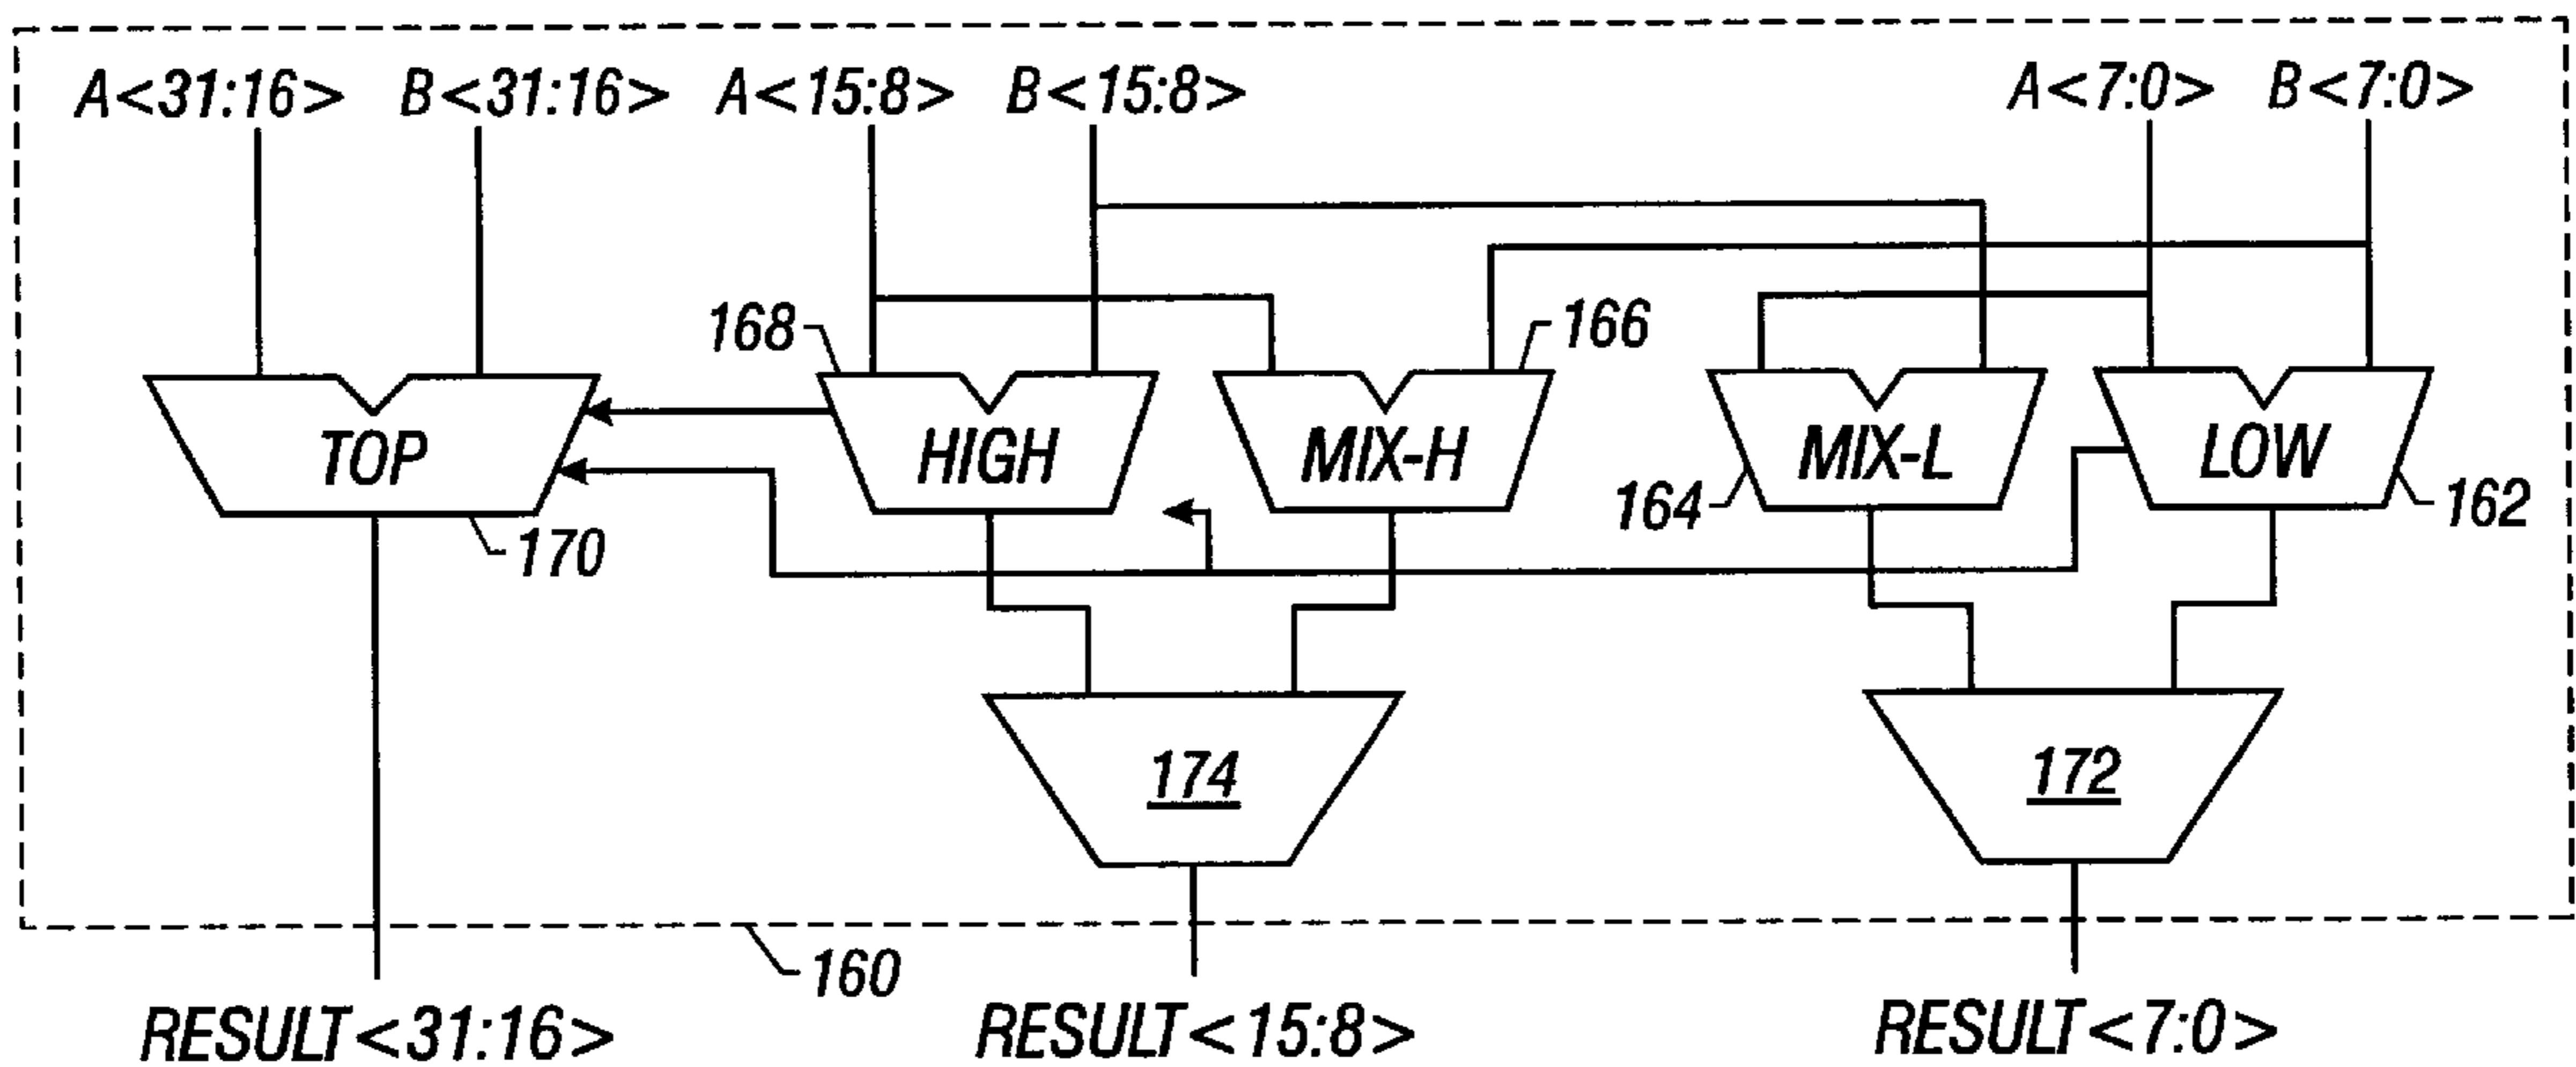 A<31:16> B<31:16> A<15:8> B<15:8> A<7:0> B<7:0>
168 166
TOP HIGH MIX-H MIX-L LOW
164 162
170
174 172
160
RESULT<31:16> RESULT<15:8> RESULT<7:0>